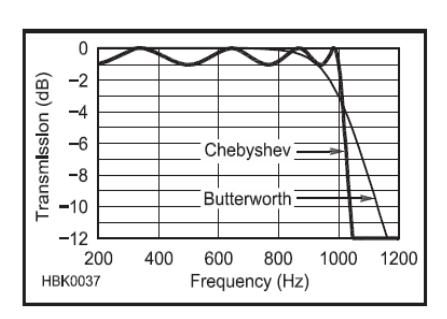 0
−2
−4
−6
−8
−10
−12
Transmission (dB)
Chebyshev
Butterworth
200 400 600 800 1000 1200
HBK0037
Frequency (Hz)